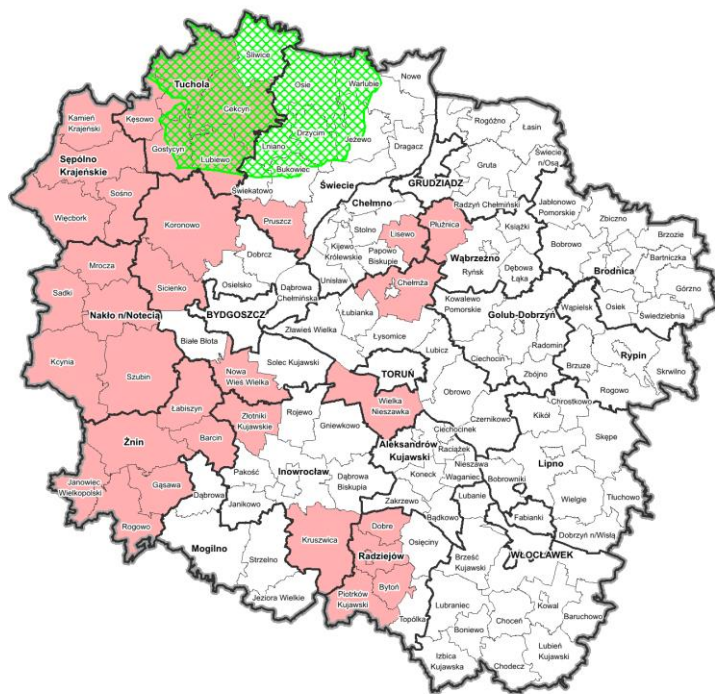 Śliwice
Nowe
Tuchola
Osie
Warlubie
Rogóźno
Łasin
Kamień
Krajeński
Kęsowo
Cekcyn
Drzycim
Jeżewo
Dragacz
Gruta
Świecie
n/Osą
Gostycyn
Lniano
Sępólno
Krajeńskie
Lubiewo
Bukowiec
GRUDZIĄDZ
Świekatowo
Świecie
Radzyń Chełmiński
Jabłonowo
Pomorskie
Zbiczno
Sośno
Chełmno
Więcbork
Koronowo
Pruszcz
Stolno
Lisewo
Płużnica
Książki
Bobrowo
Brzozie
Kijewo
Królewskie
Papowo
Biskupie
Wąbrzeźno
Bartniczka
Dobrcz
Ryńsk
Dębowa
Łąka
Brodnica
Mrocza
Osielsko
Dąbrowa
Chełmińska
Unisław
Chełmża
Górzno
Sadki
Sicienko
Kowalewo
Pomorskie
Wąpielsk
Osiek
Świedziebnia
Nakło n/Notecią
BYDGOSZCZ
Łubianka
Golub-Dobrzyń
Zławieś Wielka
Białe Błota
Łysomice
Radomin
Rypin
Kcynia
Solec Kujawski
Lubicz
Ciechocin
Brzuze
Skrwilno
Szubin
Nowa
Wieś Wielka
TORUŃ
Zbójno
Rogowo
Łabiszyn
Wielka
Nieszawka
Obrowo
Złotniki
Kujawskie
Rojewo
Czernikowo
Kikół
Chrostkowo
Żnin
Barcin
Gniewkowo
Ciechocinek
Skępe
Aleksandrów
Kujawski
Raciążek
Pakość
Inowrocław
Nieszawa
Lipno
Janowiec
Wielkopolski
Gąsawa
Dąbrowa
Biskupia
Koneck
Waganiec
Bobrowniki
Dąbrowa
Janikowo
Wielgie
Tłuchowo
Zakrzewo
Lubanie
Rogowo
Bądkowo
Fabianki
Dobrzyń n/Wisłą
Kruszwica
Dobre
Osięciny
Mogilno
Strzelno
Radziejów
Brześć
Kujawski
WŁOCŁAWEK
Bytoń
Jeziora Wielkie
Piotrków
Kujawski
Topólka
Lubraniec
Kowal
Baruchowo
Choceń
Boniewo
Izbica
Kujawska
Chodecz
Lubień
Kujawski